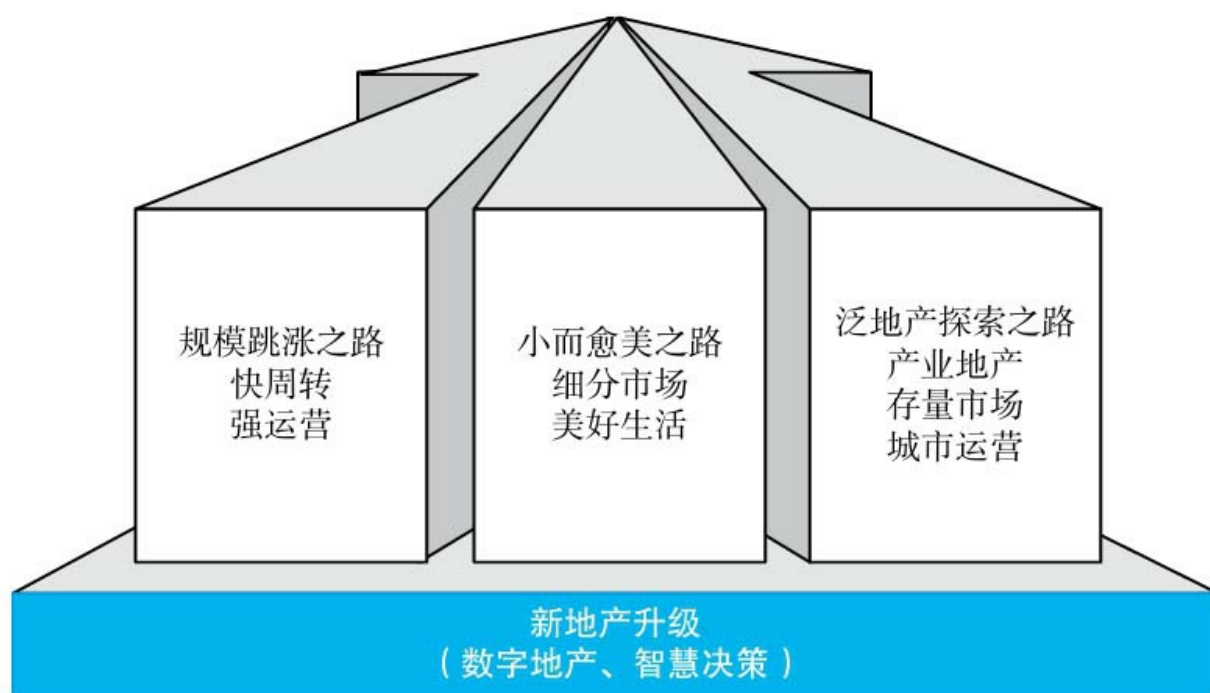 规模跳涨之路
快周转
强运营
小而愈美之路
细分市场
美好生活
泛地产探索之路
产业地产
存量市场
城市运营
新地产升级
（数字地产、智慧决策）